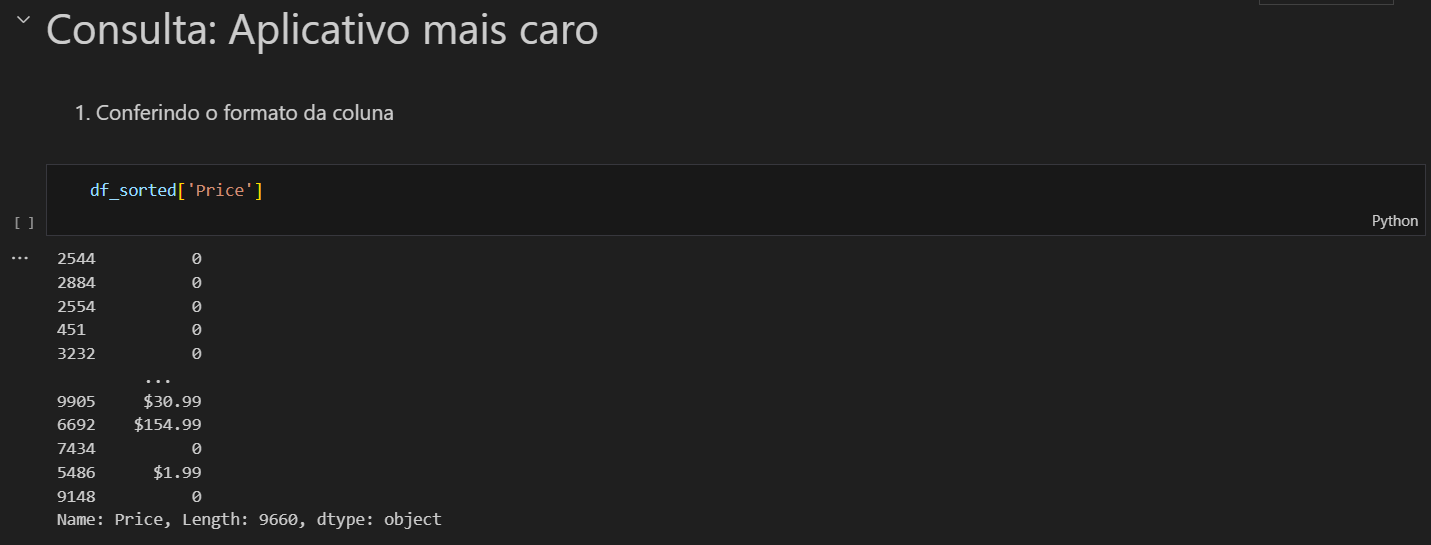 Consulta: Aplicativo mais caro
1. Conferindo o formato da coluna
df_sorted['Price']
[ ]
Python
...
2544 0
2884 0
2554 0
451 0
3232 0
...
9905 $30.99
6692 $154.99
7434 0
5486 $1.99
9148 0
Name: Price, Length: 9660, dtype: object